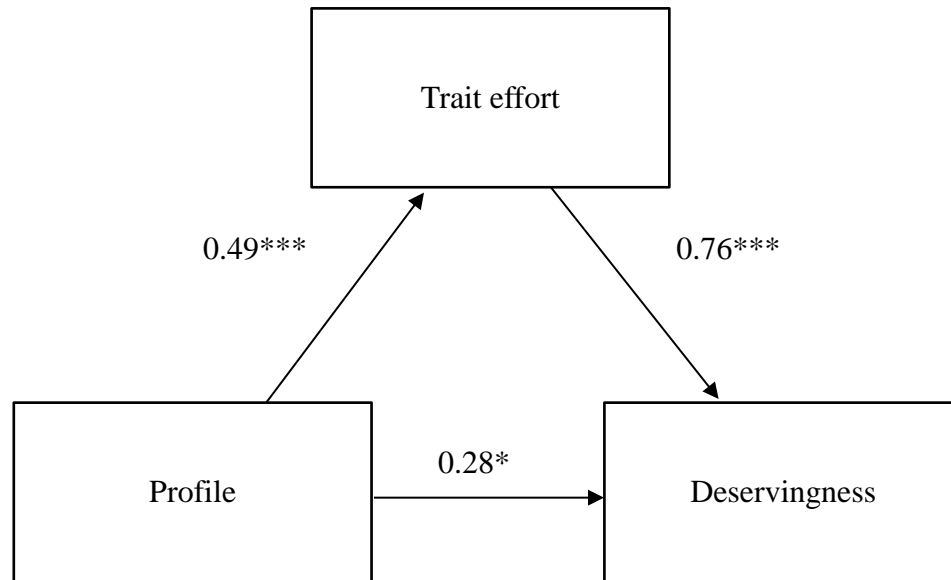 Trait effort
0.49***
0.76***
0.28*
Profile
Deservingness